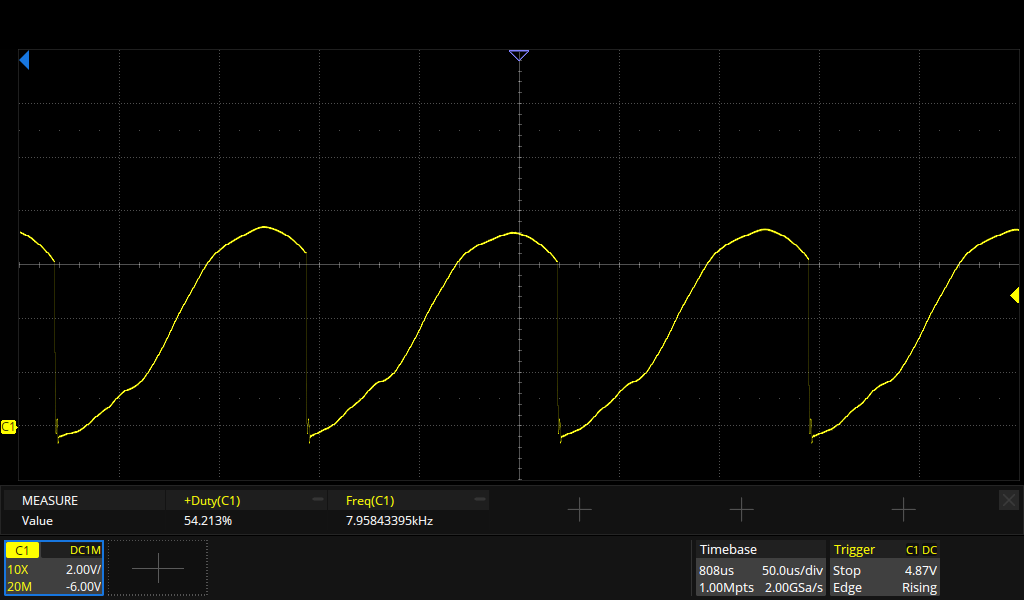 C1
MEASURE +Duty(C1) Freq(C1)
Value 54.213% 7.95843395kHz
C1 DC1M
10X 2.00V/
20M -6.00V
Timebase
808us 50.0us/div
1.00Mpts 2.00GSa/s
Trigger C1 DC
Stop 4.87V
Edge Rising